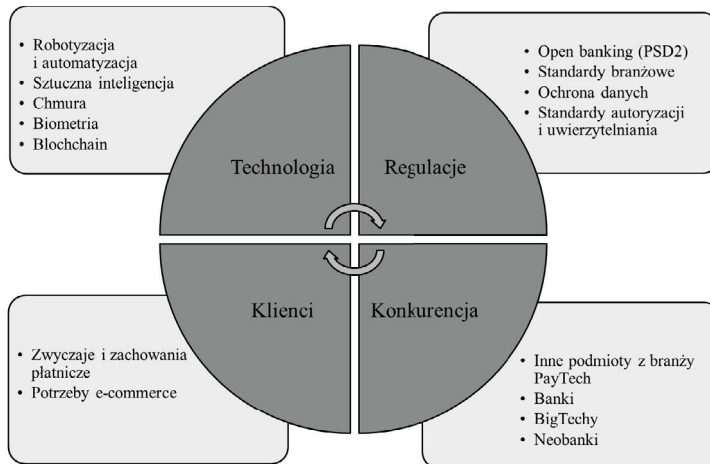 • Robotyzacja
i automatyzacja
• Sztuczna inteligencja
• Chmura
• Biometria
• Blochchain
• Open banking (PSD2)
• Standardy branżowe
• Ochrona danych
• Standardy autoryzacji
i uwierzytelniania
Technologia
Regulacje
Klienci
Konkurencja
• Zwyczaje i zachowania
płatnicze
• Potrzeby e-commerce
• Inne podmioty z branży
PayTech
• Banki
• BigTechy
• Neobanki